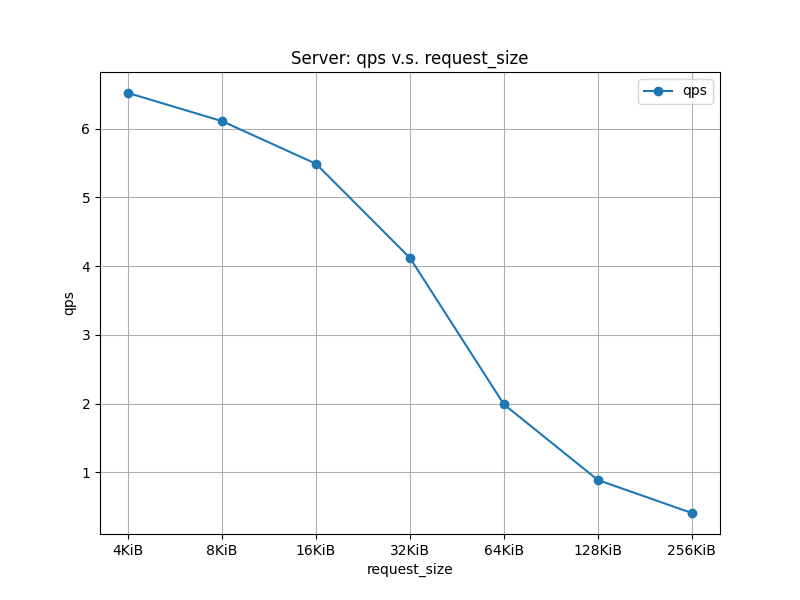 Server: qps v.s. request_size
qps
6
5
4
3
2
1
qps
4KiB 8KiB 16KiB 32KiB 64KiB 128KiB 256KiB
request_size